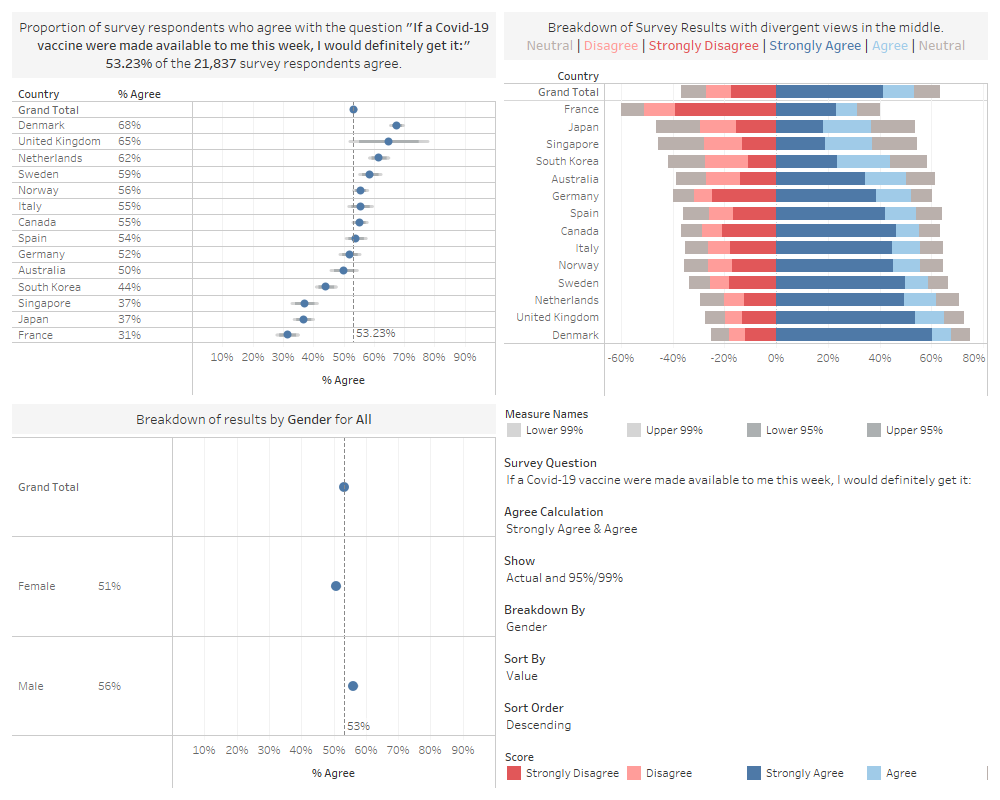 Proportion of survey respondents who agree with the question "If a Covid-19
vaccine were made available to me this week, I would definitely get it:"
53.23% of the 21,837 survey respondents agree.
Country % Agree
Grand Total
Denmark 68%
United Kingdom 65%
Netherlands 62%
Sweden 59%
Norway 56%
Italy 55%
Canada 55%
Spain 54%
Germany 52%
Australia 50%
South Korea 44%
Singapore 37%
Japan 37%
France 31%
53.23%
10% 20% 30% 40% 50% 60% 70% 80% 90%
% Agree
Breakdown of Survey Results with divergent views in the middle.
Neutral | Disagree | Strongly Disagree | Strongly Agree | Agree | Neutral
Country
Grand Total
France
Japan
Singapore
South Korea
Australia
Germany
Spain
Canada
Italy
Norway
Sweden
Netherlands
United Kingdom
Denmark
-60% -40% -20% 0% 20% 40% 60% 80%
Breakdown of results by Gender for All
Grand Total
Female 51%
Male 56%
53%
10% 20% 30% 40% 50% 60% 70% 80% 90%
% Agree
Measure Names
Lower 99% Upper 99% Lower 95% Upper 95%
Survey Question
If a Covid-19 vaccine were made available to me this week, I would definitely get it:
Agree Calculation
Strongly Agree & Agree
Show
Actual and 95%/99%
Breakdown By
Gender
Sort By
Value
Sort Order
Descending
Score
Strongly Disagree Disagree Strongly Agree Agree